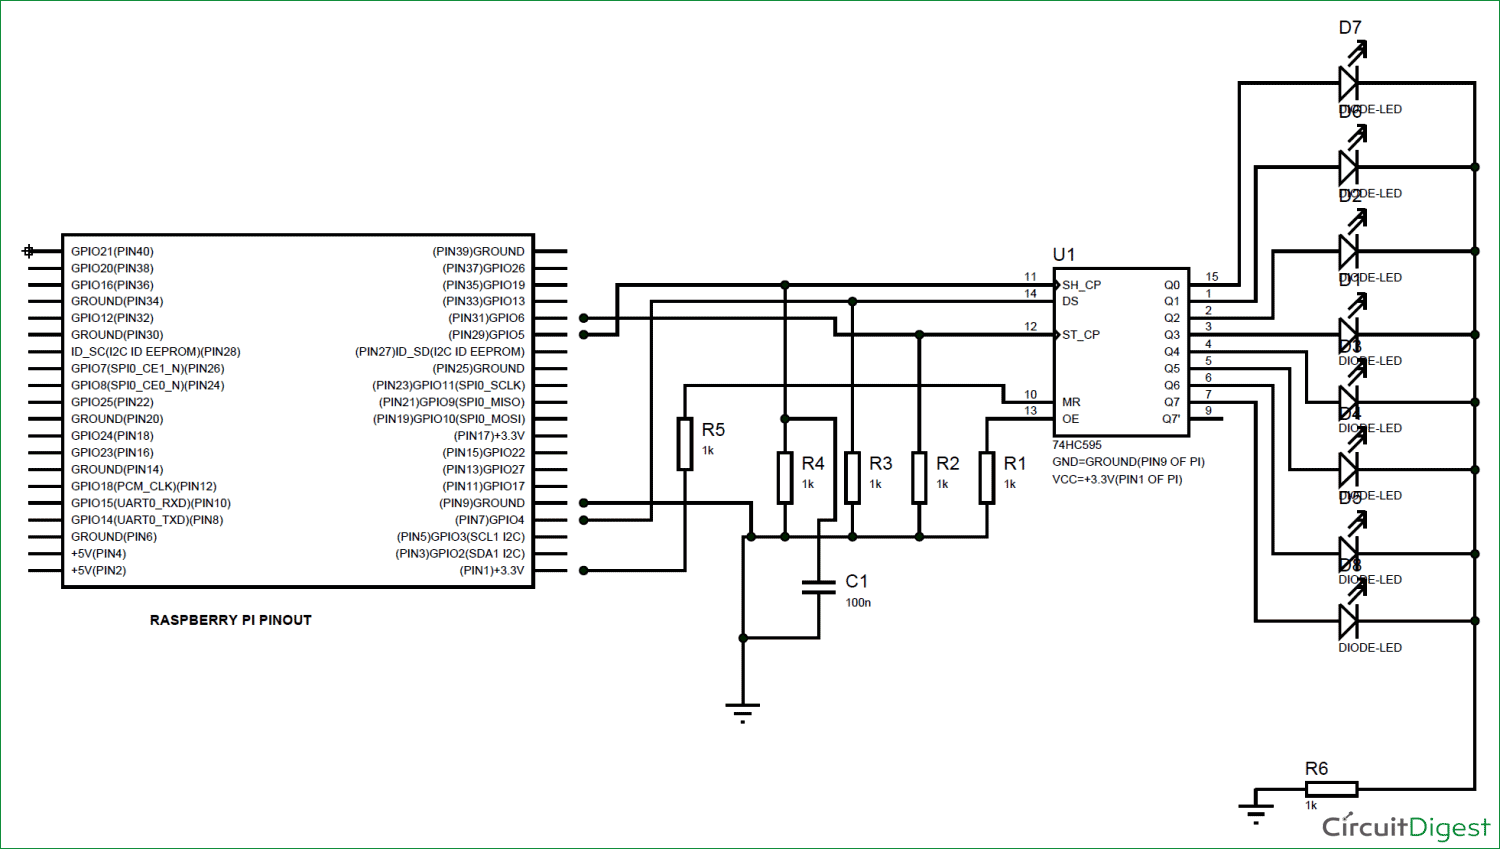 GPIO21(PIN40)
GPIO20(PIN38)
GPIO16(PIN36)
GROUND(PIN34)
GPIO12(PIN32)
GROUND(PIN30)
ID_SC(I2C ID EEPROM)(PIN28)
GPIO7(SPI0_CE1_N)(PIN26)
GPIO8(SPI0_CE0_N)(PIN24)
GPIO25(PIN22)
GROUND(PIN20)
GPIO24(PIN18)
GPIO23(PIN16)
GROUND(PIN14)
GPIO18(PCM_CLK)(PIN12)
GPIO15(UART0_RXD)(PIN10)
GPIO14(UART0_TXD)(PIN8)
GROUND(PIN6)
+5V(PIN4)
+5V(PIN2)
(PIN39)GROUND
(PIN37)GPIO26
(PIN35)GPIO19
(PIN33)GPIO13
(PIN31)GPIO6
(PIN29)GPIO5
(PIN27)ID_SD(I2C ID EEPROM)
(PIN25)GROUND
(PIN23)GPIO11(SPI0_SCLK)
(PIN21)GPIO9(SPI0_MISO)
(PIN19)GPIO10(SPI0_MOSI)
(PIN17)+3.3V
(PIN15)GPIO22
(PIN13)GPIO27
(PIN11)GPIO17
(PIN9)GROUND
(PIN7)GPIO4
(PIN5)GPIO3(SCL1 I2C)
(PIN3)GPIO2(SDA1 I2C)
(PIN1)+3.3V
RASPBERRY PI PINOUT
R5
1k
R4
1k
R3
1k
R2
1k
R1
1k
C1
100n
U1
11
14
12
10
13
SH_CP
DS
ST_CP
MR
OE
Q0
Q1
Q2
Q3
Q4
Q5
Q6
Q7
Q7'
15
1
2
3
4
5
6
7
9
74HC595
GND=GROUND(PIN9 OF PI)
VCC=+3.3V(PIN1 OF PI)
D7
DIODE-LED
D6
DIODE-LED
D2
DIODE-LED
D1
DIODE-LED
D3
DIODE-LED
D4
DIODE-LED
D5
DIODE-LED
D8
DIODE-LED
R6
1k
CircuitDigest